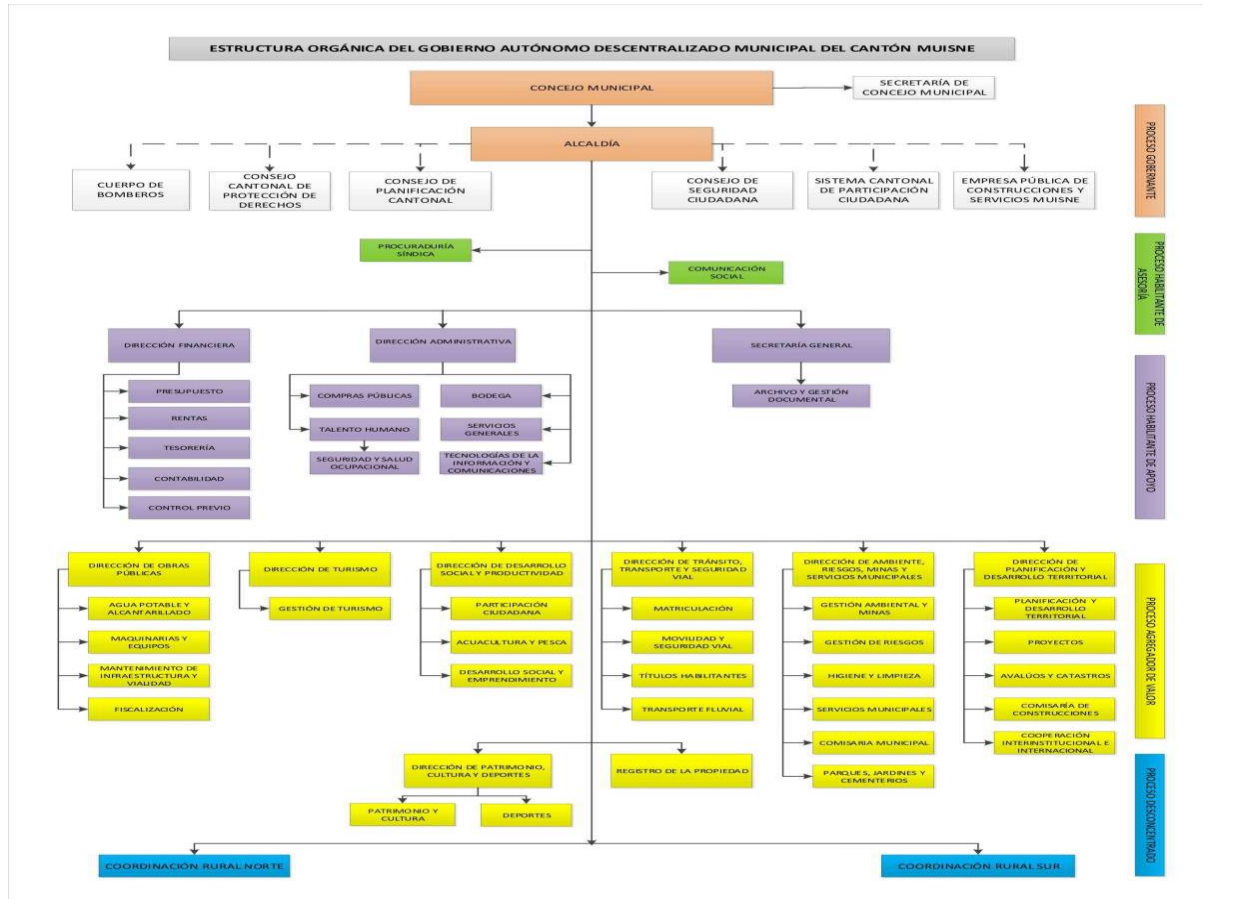 ESTRUCTURA ORGÁNICA DEL GOBIERNO AUTÓNOMO DESCENTRALIZADO MUNICIPAL DEL CANTÓN MUISNE
CONCEJO MUNICIPAL
SECRETARÍA DE
CONCEJO MUNICIPAL
ALCALDÍA
CUERPO DE
BOMBEROS
CONSEJO
CANTONAL DE
PROTECCIÓN DE
DERECHOS
CONSEJO DE
PLANIFICACIÓN
CANTONAL
CONSEJO DE
SEGURIDAD
CIUDADANA
SISTEMA CANTONAL
DE PARTICIPACIÓN
CIUDADANA
EMPRESA PÚBLICA DE
CONSTRUCCIONES Y
SERVICIOS MUISNE
PROCESO GOBERNANTE
PROCURADURÍA
SÍNDICA
COMUNICACIÓN
SOCIAL
PROCESO HABILITANTE DE
ASESORÍA
DIRECCIÓN FINANCIERA
PRESUPUESTO
RENTAS
TESORERÍA
CONTABILIDAD
CONTROL PREVIO
DIRECCIÓN ADMINISTRATIVA
COMPRAS PÚBLICAS
TALENTO HUMANO
SEGURIDAD Y SALUD
OCUPACIONAL
BODEGA
SERVICIOS
GENERALES
TECNOLOGÍAS DE LA
INFORMACIÓN Y
COMUNICACIONES
SECRETARÍA GENERAL
ARCHIVO Y GESTIÓN
DOCUMENTAL
PROCESO HABILITANTE DE APOYO
DIRECCIÓN DE OBRAS
PÚBLICAS
AGUA POTABLE Y
ALCANTARILLADO
MAQUINARIAS Y
EQUIPOS
MANTENIMIENTO DE
INFRAESTRUCTURA Y
VIALIDAD
FISCALIZACIÓN
DIRECCIÓN DE TURISMO
GESTIÓN DE TURISMO
DIRECCIÓN DE DESARROLLO
SOCIAL Y PRODUCTIVIDAD
PARTICIPACIÓN
CIUDADANA
ACUACULTURA Y PESCA
DESARROLLO SOCIAL Y
EMPRENDIMIENTO
DIRECCIÓN DE TRÁNSITO,
TRANSPORTE Y SEGURIDAD
VIAL
MATRICULACIÓN
MOVILIDAD Y
SEGURIDAD VIAL
TÍTULOS HABILITANTES
TRANSPORTE FLUVIAL
DIRECCIÓN DE AMBIENTE,
RIESGOS, MINAS Y
SERVICIOS MUNICIPALES
GESTIÓN AMBIENTAL Y
MINAS
GESTIÓN DE RIESGOS
HIGIENE Y LIMPIEZA
SERVICIOS MUNICIPALES
COMISARIA MUNICIPAL
PARQUES, JARDINES Y
CEMENTERIOS
DIRECCIÓN DE
PLANIFICACIÓN Y
DESARROLLO TERRITORIAL
PLANIFICACIÓN Y
DESARROLLO
TERRITORIAL
PROYECTOS
AVALÚOS Y CATASTROS
COMISARÍA DE
CONSTRUCCIONES
COOPERACIÓN
INTERINSTITUCIONAL E
INTERNACIONAL
PROCESO AGREGADOR DE VALOR
DIRECCIÓN DE PATRIMONIO,
CULTURA Y DEPORTES
PATRIMONIO Y
CULTURA
DEPORTES
REGISTRO DE LA PROPIEDAD
COORDINACIÓN RURAL NORTE
COORDINACIÓN RURAL SUR
PROCESO DESCONCENTRADO